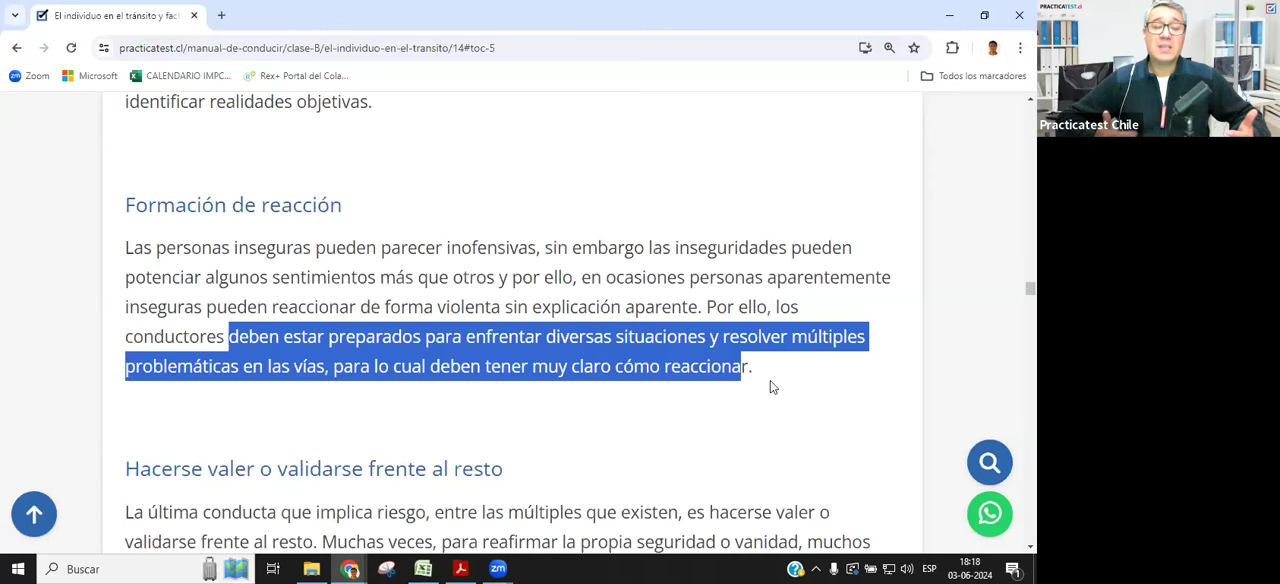 El individuo en el tránsito y fact
practicatest.cl/manual-de-conducir/clase-B/el-individuo-en-el-transito/14#toc-5
Zoom
Microsoft
CALENDARIO IMPC...
Rex+ Portal del Cola...
Todos los marcadores
PRACTICATEST.cl
Practicatest Chile
identificar realidades objetivas.
Formación de reacción
Las personas inseguras pueden parecer inofensivas, sin embargo las inseguridades pueden
potenciar algunos sentimientos más que otros y por ello, en ocasiones personas aparentemente
inseguras pueden reaccionar de forma violenta sin explicación aparente. Por ello, los
conductores deben estar preparados para enfrentar diversas situaciones y resolver múltiples
problemáticas en las vías, para lo cual deben tener muy claro cómo reaccionar.
Hacerse valer o validarse frente al resto
La última conducta que implica riesgo, entre las múltiples que existen, es hacerse valer o
validarse frente al resto. Muchas veces, para reafirmar la propia seguridad o vanidad, muchos
Buscar
zm
ESP
18:18
03-06-2024
1